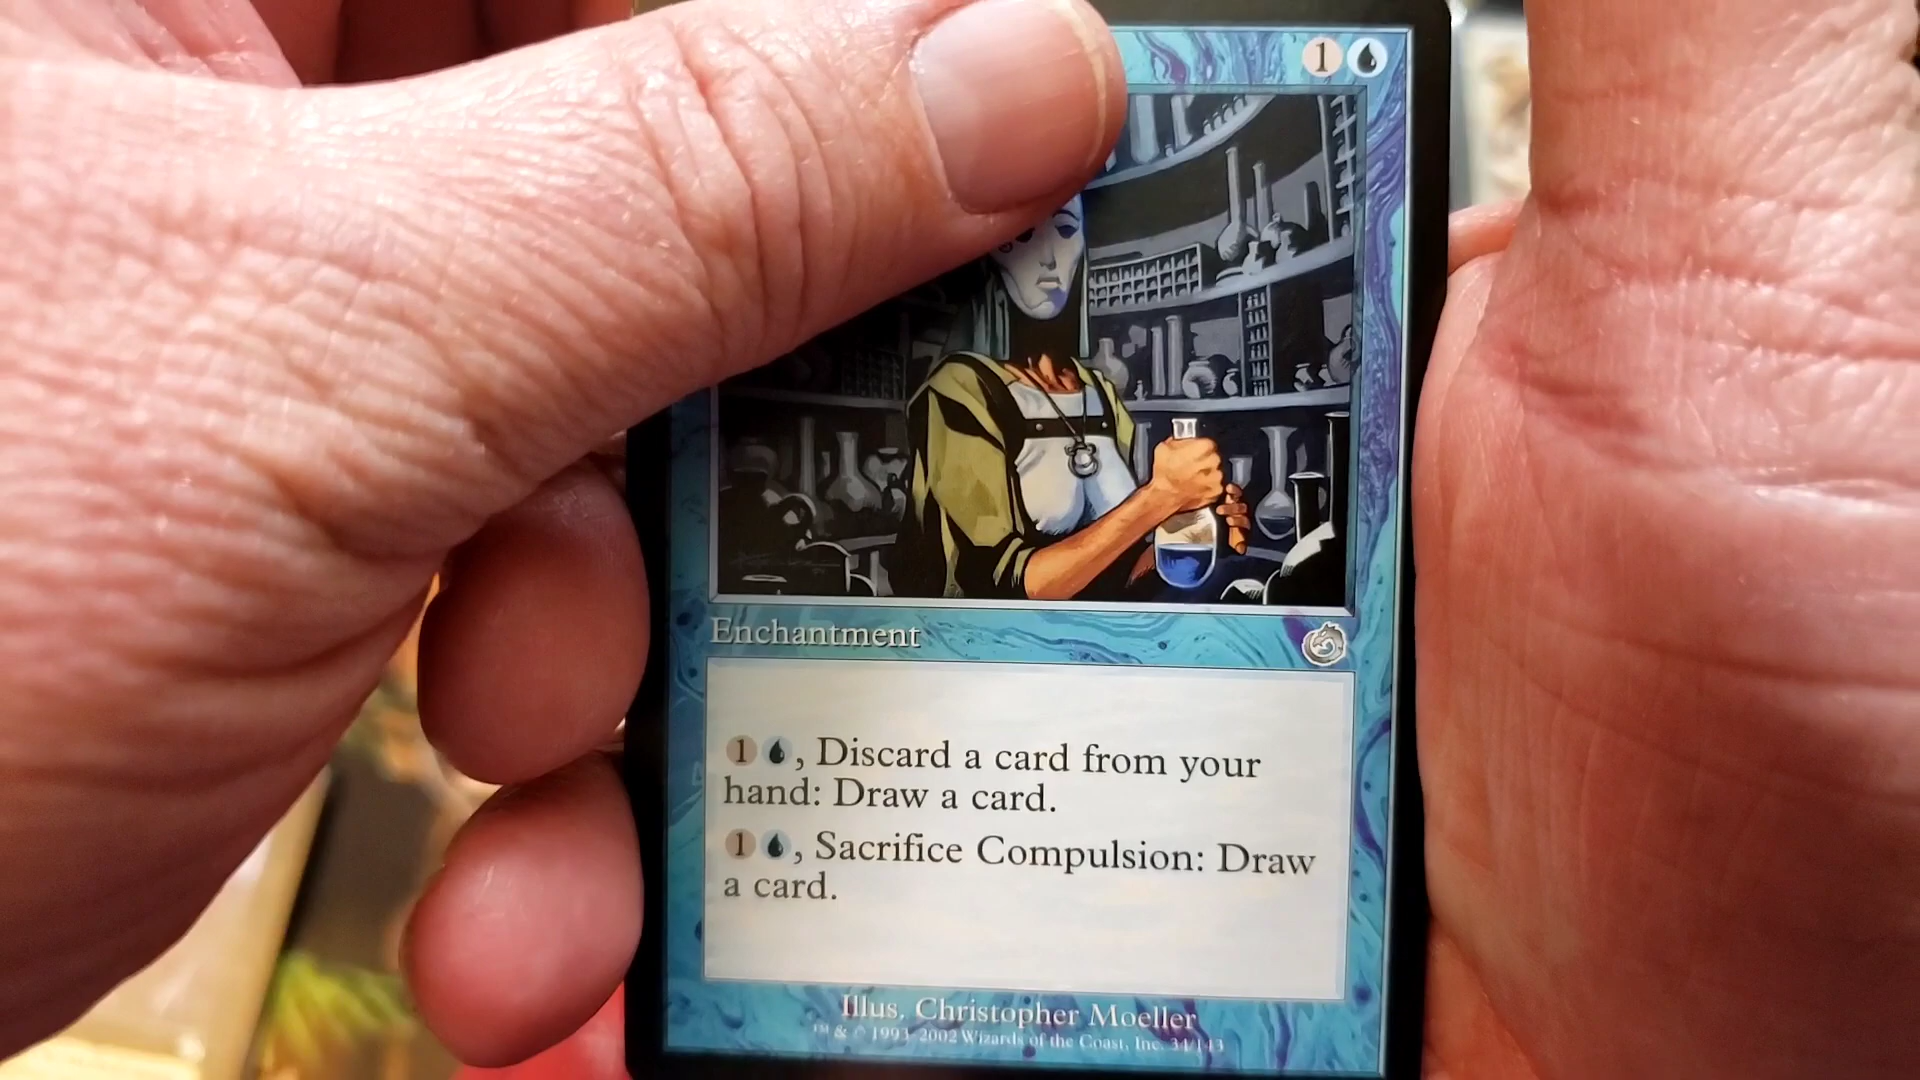 1
Enchantment
1 , Discard a card from your
hand: Draw a card.
1 , Sacrifice Compulsion: Draw
a card.
Illus. Christopher Moeller
™ & © 1993-2002 Wizards of the Coast, Inc. 34/143